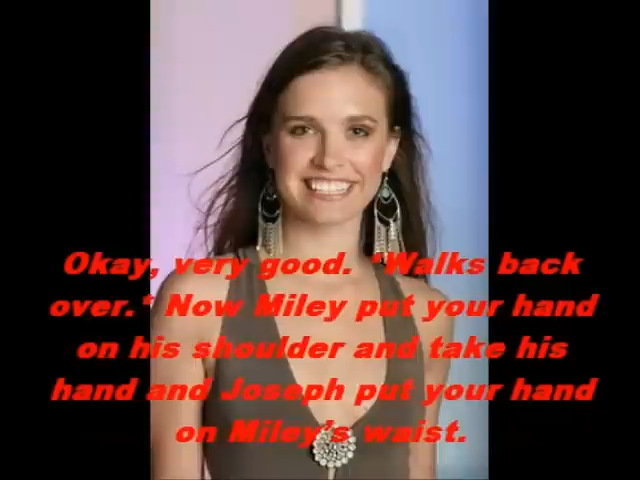 Okay, very good. *Walks back
over.* Now Miley put your hand
on his shoulder and take his
hand and Joseph put your hand
on Miley's waist.